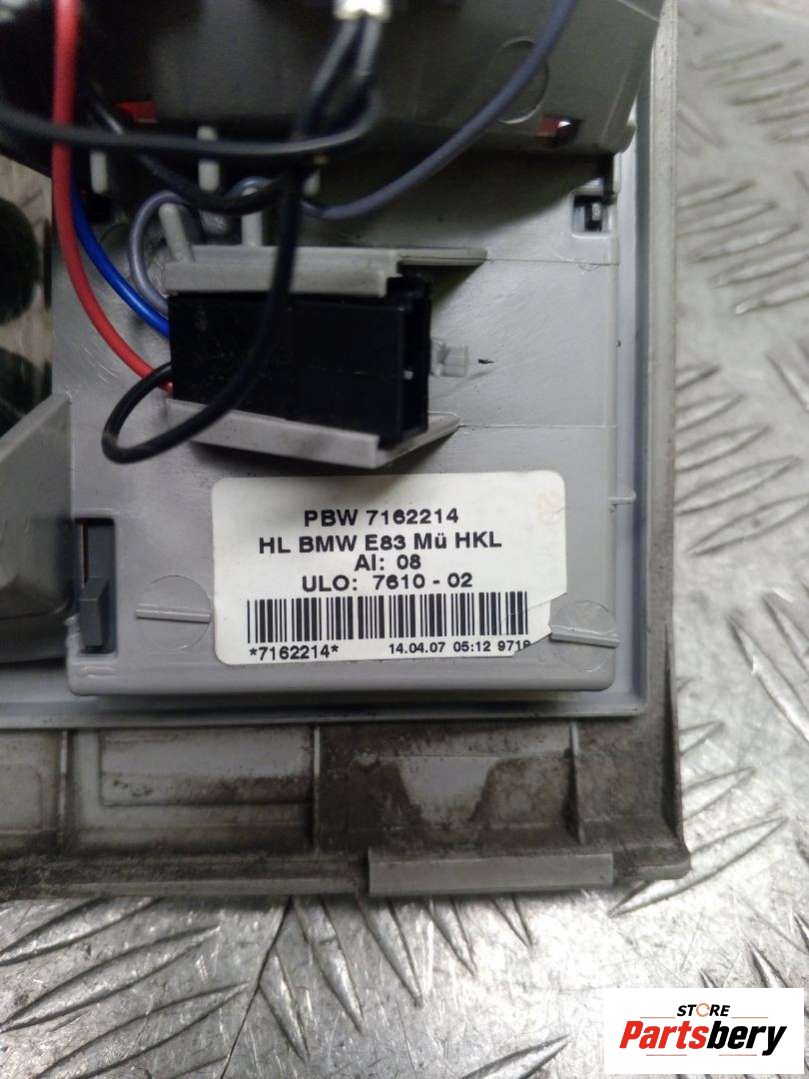 PBW 7162214
HL BMW E83 Mü HKL
AI: 08
ULO: 7610 - 02
*7162214*
14.04.07 05:12
STORE
Partsbery